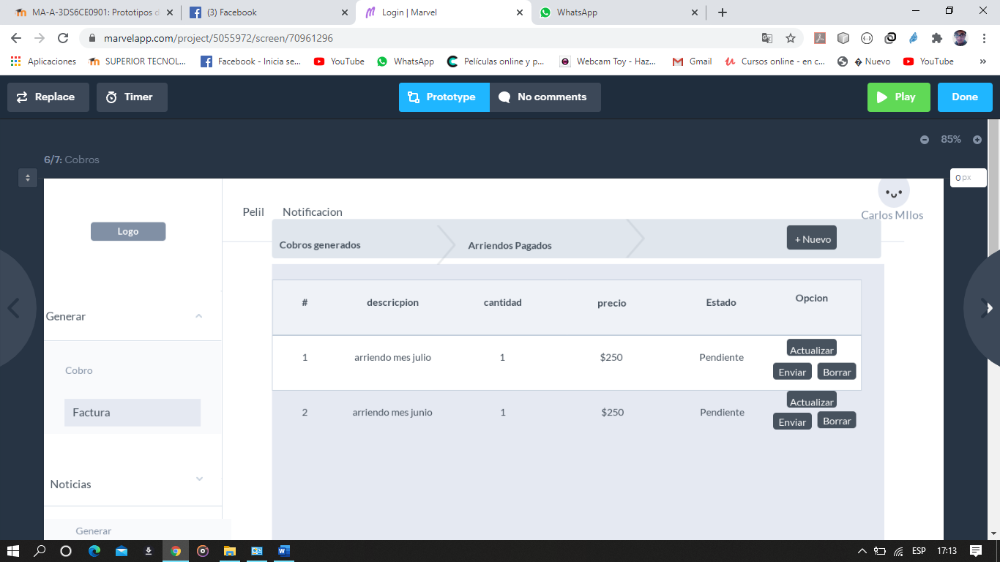 MA-A-3DS6CE0901: Prototipos d
(3) Facebook
Login | Marvel
WhatsApp
marvelapp.com/project/5055972/screen/70961296
Aplicaciones
SUPERIOR TECNOL...
Facebook - Inicia se...
YouTube
WhatsApp
Películas online y p...
Webcam Toy - Haz...
Gmail
Cursos online - en c...
� Nuevo
YouTube
»
Replace
Timer
Prototype
No comments
Play
Done
85%
6/7: Cobros
0 px
Logo
Pelil
Notificacion
Carlos MIlos
Cobros generados
Arriendos Pagados
+ Nuevo
# descricpion cantidad precio Estado Opcion
1 arriendo mes julio 1 $250 Pendiente
Actualizar
Enviar Borrar
2 arriendo mes junio 1 $250 Pendiente
Actualizar
Enviar Borrar
Generar
Cobro
Factura
Noticias
Generar
ESP
17:13